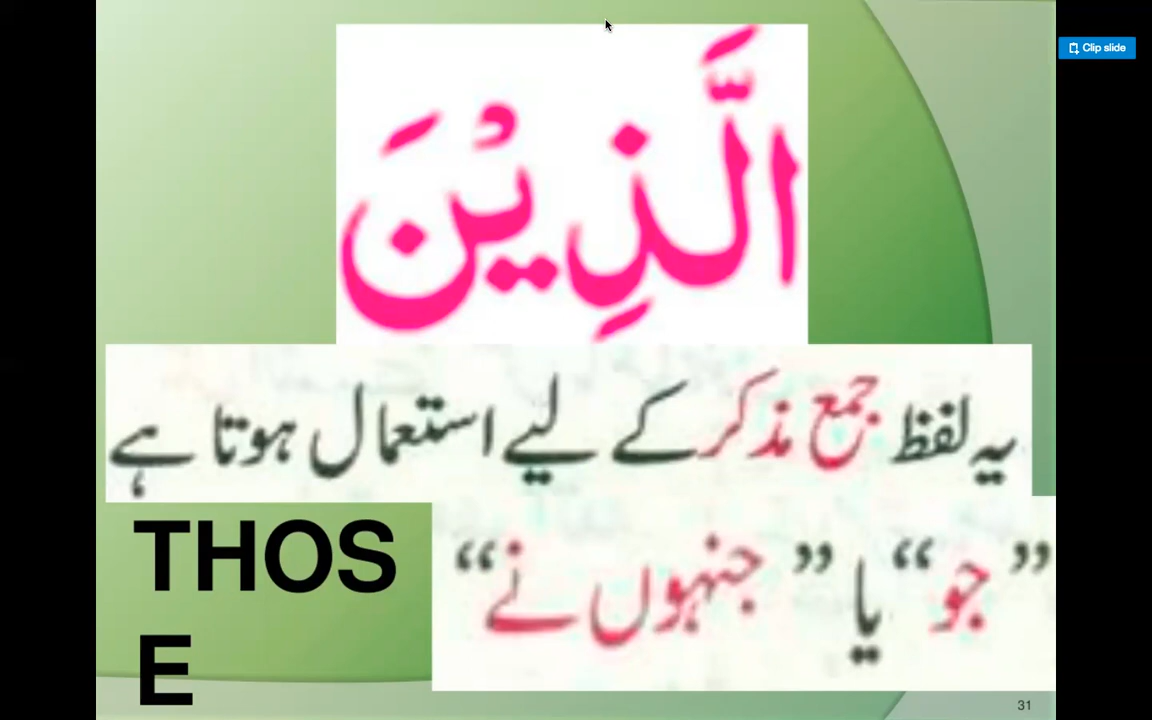 Clip slide
الَّذِیْنَ
یہ لفظ جمع مذکر کے لیے استعمال ہوتا ہے
”جو“ یا ”جنہوں نے“
THOS
E
31